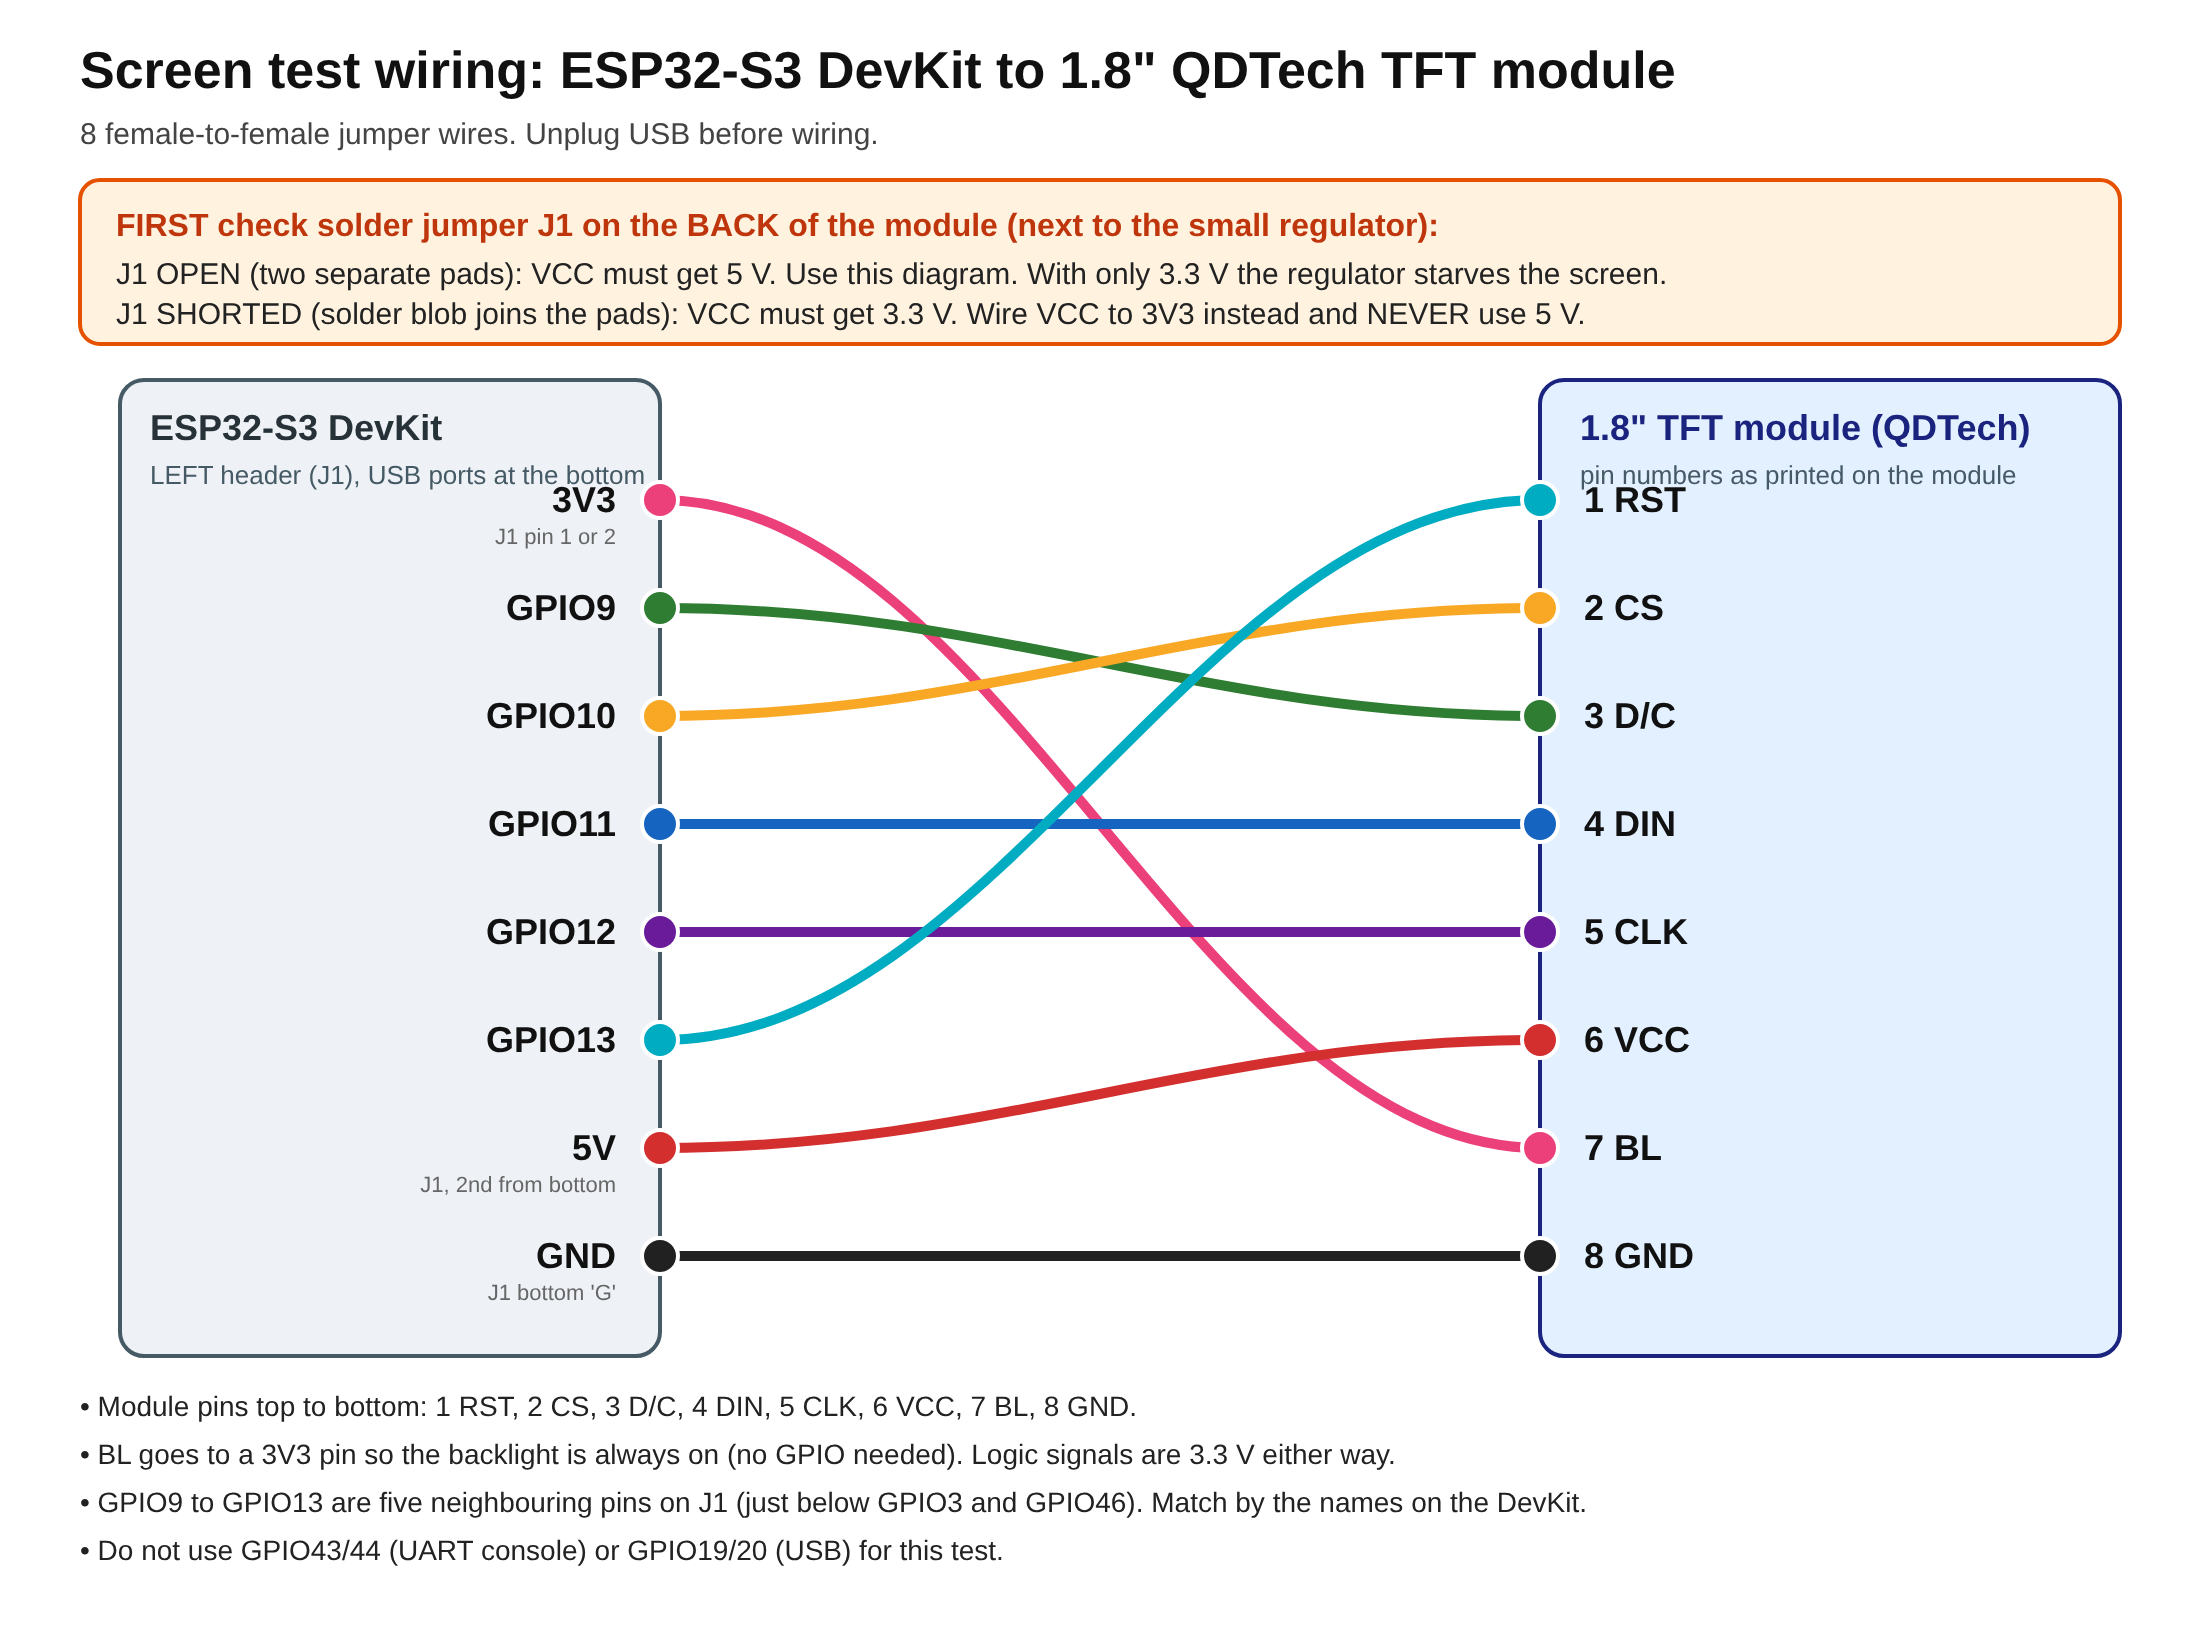 Screen test wiring: ESP32-S3 DevKit to 1.8" QDTech TFT module
8 female-to-female jumper wires. Unplug USB before wiring.
FIRST check solder jumper J1 on the BACK of the module (next to the small regulator):
J1 OPEN (two separate pads): VCC must get 5 V. Use this diagram. With only 3.3 V the regulator starves the screen.
J1 SHORTED (solder blob joins the pads): VCC must get 3.3 V. Wire VCC to 3V3 instead and NEVER use 5 V.
ESP32-S3 DevKit
LEFT header (J1), USB ports at the bottom
3V3
J1 pin 1 or 2
GPIO9
GPIO10
GPIO11
GPIO12
GPIO13
5V
J1, 2nd from bottom
GND
J1 bottom 'G'
1.8" TFT module (QDTech)
pin numbers as printed on the module
1 RST
2 CS
3 D/C
4 DIN
5 CLK
6 VCC
7 BL
8 GND
• Module pins top to bottom: 1 RST, 2 CS, 3 D/C, 4 DIN, 5 CLK, 6 VCC, 7 BL, 8 GND.
• BL goes to a 3V3 pin so the backlight is always on (no GPIO needed). Logic signals are 3.3 V either way.
• GPIO9 to GPIO13 are five neighbouring pins on J1 (just below GPIO3 and GPIO46). Match by the names on the DevKit.
• Do not use GPIO43/44 (UART console) or GPIO19/20 (USB) for this test.